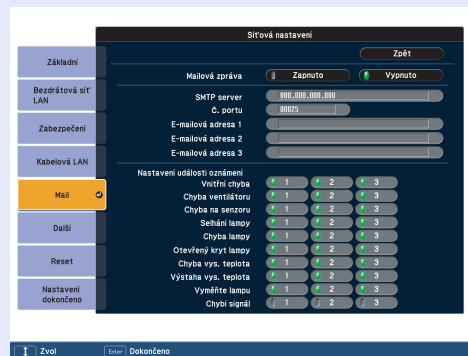 Síťová nastavení
Zpět
Základní
Bezdrátová síť
LAN
Zabezpečení
Kabelová LAN
Mail
Další
Reset
Nastavení
dokončeno
Mailová zpráva Zapnuto Vypnuto
SMTP server 000.000.000.000
Č. portu 00025
E-mailová adresa 1
E-mailová adresa 2
E-mailová adresa 3
Nastavení události oznámení
Vnitřní chyba 1 2 3
Chyba ventilátoru 1 2 3
Chyba na senzoru 1 2 3
Selhání lampy 1 2 3
Chyba lampy 1 2 3
Otevřený kryt lampy 1 2 3
Chyba vys. teplota 1 2 3
Výstaha vys. teplota 1 2 3
Vyměňte lampu 1 2 3
Chybí signál 1 2 3
Zvol Enter Dokončeno